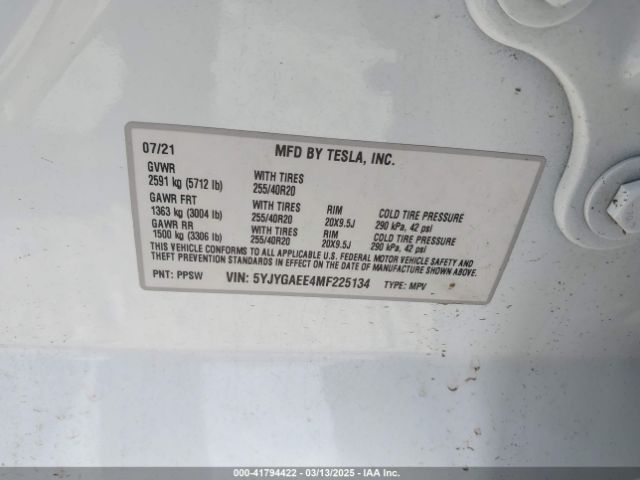 07/21 MFD BY TESLA, INC.
GVWR WITH TIRES
2591 kg (5712 lb) 255/40R20
GAWR FRT WITH TIRES RIM COLD TIRE PRESSURE
1363 kg (3004 lb) 255/40R20 20X9.5J 290 kPa, 42 psi
GAWR RR WITH TIRES RIM COLD TIRE PRESSURE
1500 kg (3306 lb) 255/40R20 20X9.5J 290 kPa, 42 psi
THIS VEHICLE CONFORMS TO ALL APPLICABLE U.S. FEDERAL MOTOR VEHICLE SAFETY AND
THEFT PREVENTION STANDARDS IN EFFECT ON THE DATE OF MANUFACTURE SHOWN ABOVE.
PNT: PPSW VIN: 5YJYGAEE4MF225134 TYPE: MPV
000-41794422 | 03/13/2025 - IAA Inc.